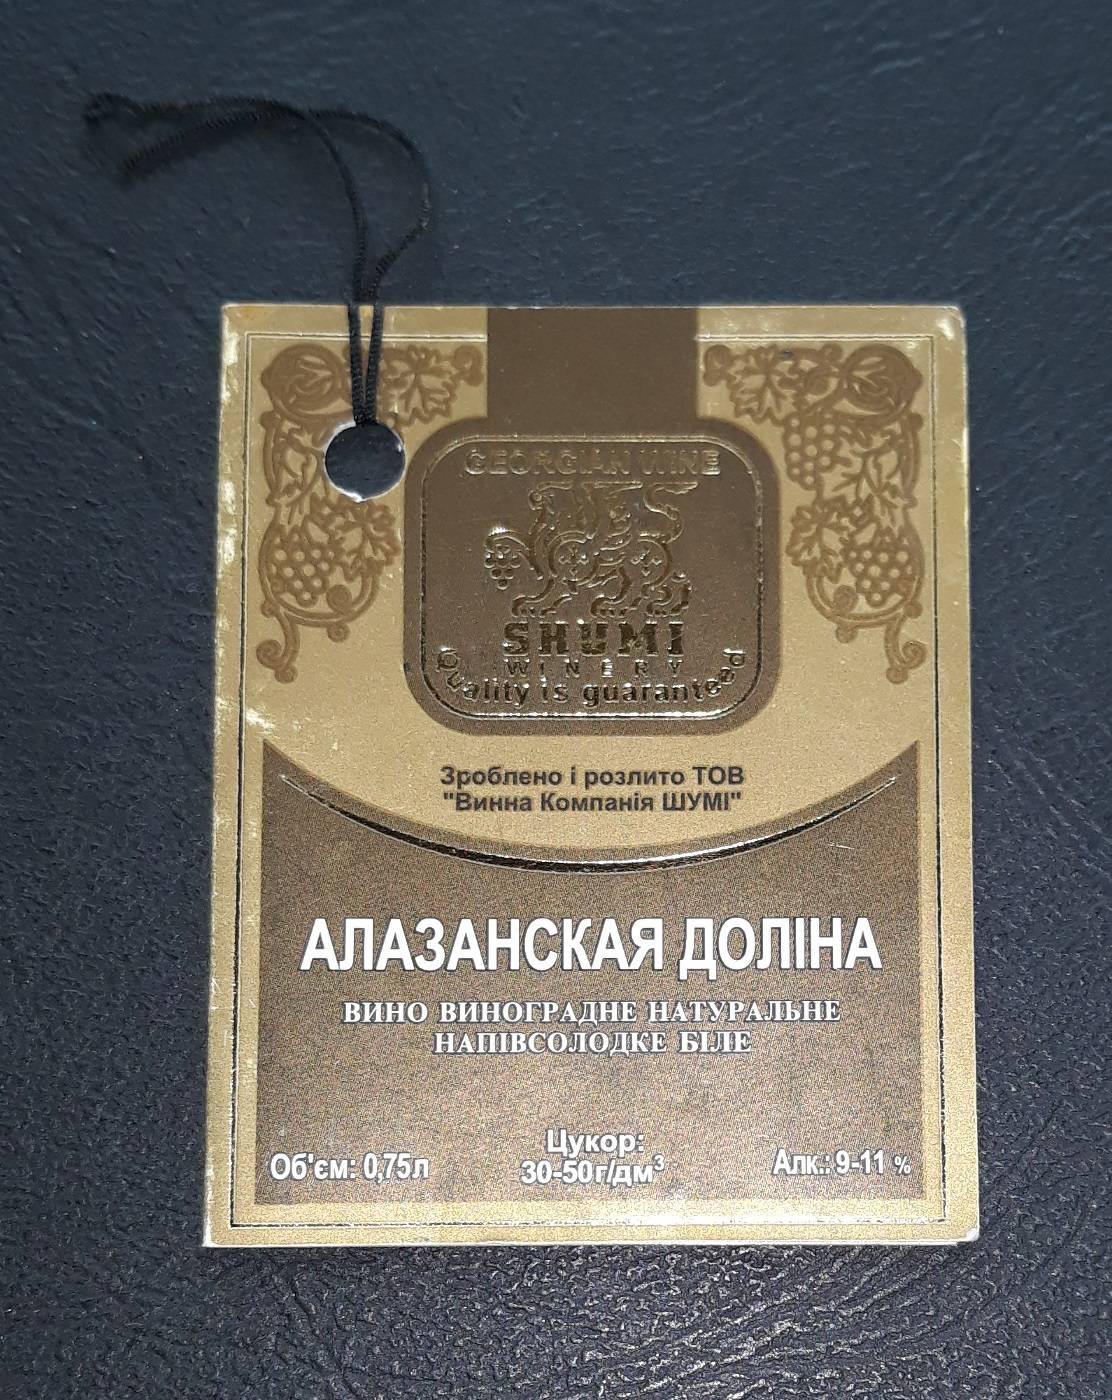 GEORGIAN WINE
SHUMI
WINERY
Quality is guaranteed
Зроблено і розлито ТОВ
"Винна Компанія ШУМІ"
АЛАЗАНСКАЯ ДОЛІНА
ВИНО ВИНОГРАДНЕ НАТУРАЛЬНЕ
НАПІВСОЛОДКЕ БІЛЕ
Цукор:
Об'єм: 0,75л 30-50г/дм³ Алк.: 9-11 %